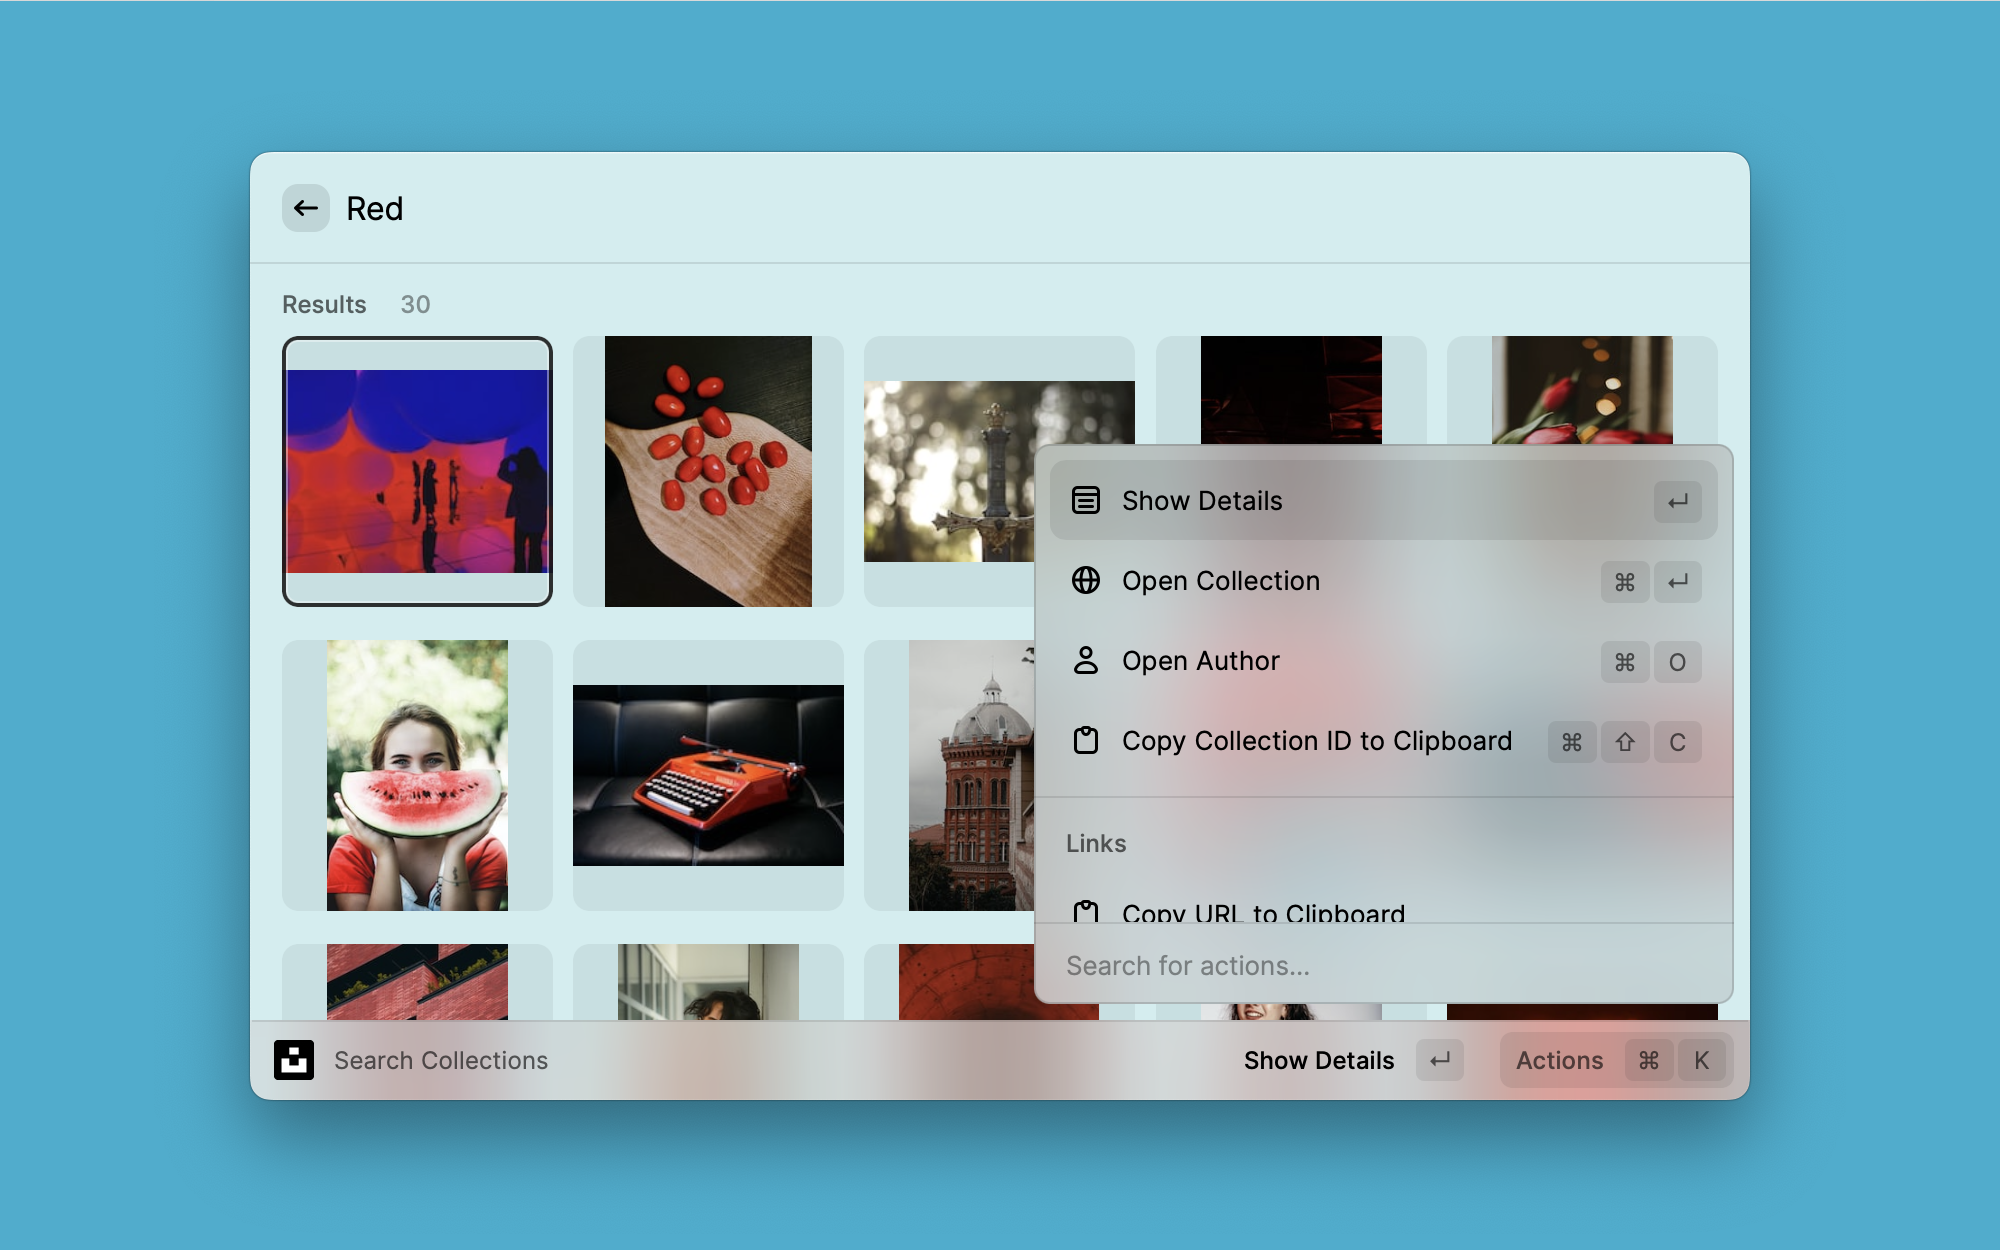 Red
Results 30
Show Details ↵
Open Collection ⌘ ↵
Open Author ⌘ O
Copy Collection ID to Clipboard ⌘ ⇧ C
Links
Copy URL to Clipboard
Search for actions...
Search Collections
Show Details ↵
Actions ⌘ K